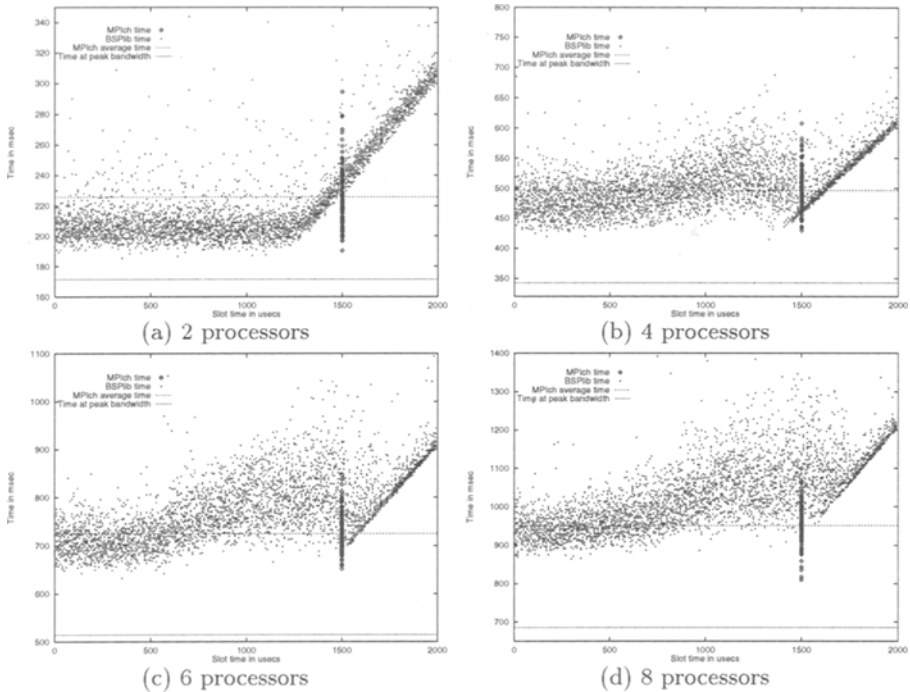 350
340
320
300
280
260
240
220
200
180
160
Time in msec
MPIch time
BSPlib time
MPIch average time
Time at peak bandwidth
0
500
1000
1500
2000
Slot time in usecs
(a) 2 processors
800
750
700
650
600
550
500
450
400
350
Time in msec
MPIch time
BSPlib time
MPIch average time
Time at peak bandwidth
0
500
1000
1500
2000
Slot time in usecs
(b) 4 processors
1100
1000
900
800
700
600
500
Time in msec
MPIch time
BSPlib time
MPIch average time
Time at peak bandwidth
0
500
1000
1500
2000
Slot time in usecs
(c) 6 processors
1400
1300
1200
1100
1000
900
800
700
Time in msec
MPIch time
BSPlib time
MPIch average time
Time at peak bandwidth
0
500
1000
1500
2000
Slot time in usecs
(d) 8 processors